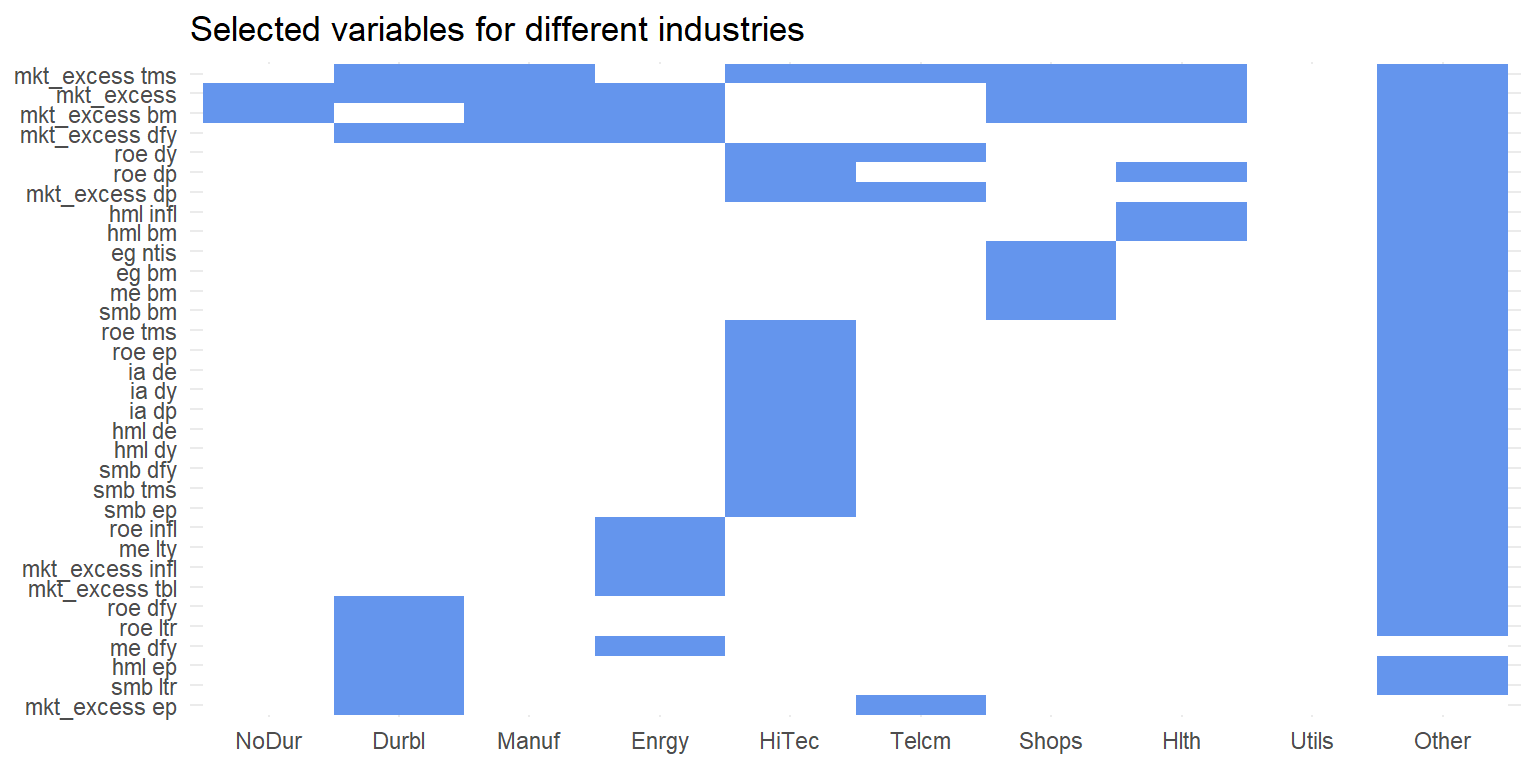 Selected variables for different industries
mkt_excess tms
mkt_excess
mkt_excess bm
mkt_excess dfy
roe dy
roe dp
mkt_excess dp
hml infl
hml bm
eg ntis
eg bm
me bm
smb bm
roe tms
roe ep
ia de
ia dy
ia dp
hml de
hml dy
smb dfy
smb tms
smb ep
roe infl
me lty
mkt_excess infl
mkt_excess tbl
roe dfy
roe ltr
me dfy
hml ep
smb ltr
mkt_excess ep
NoDur Durbl Manuf Enrgy HiTec Telcm Shops Hlth Utils Other